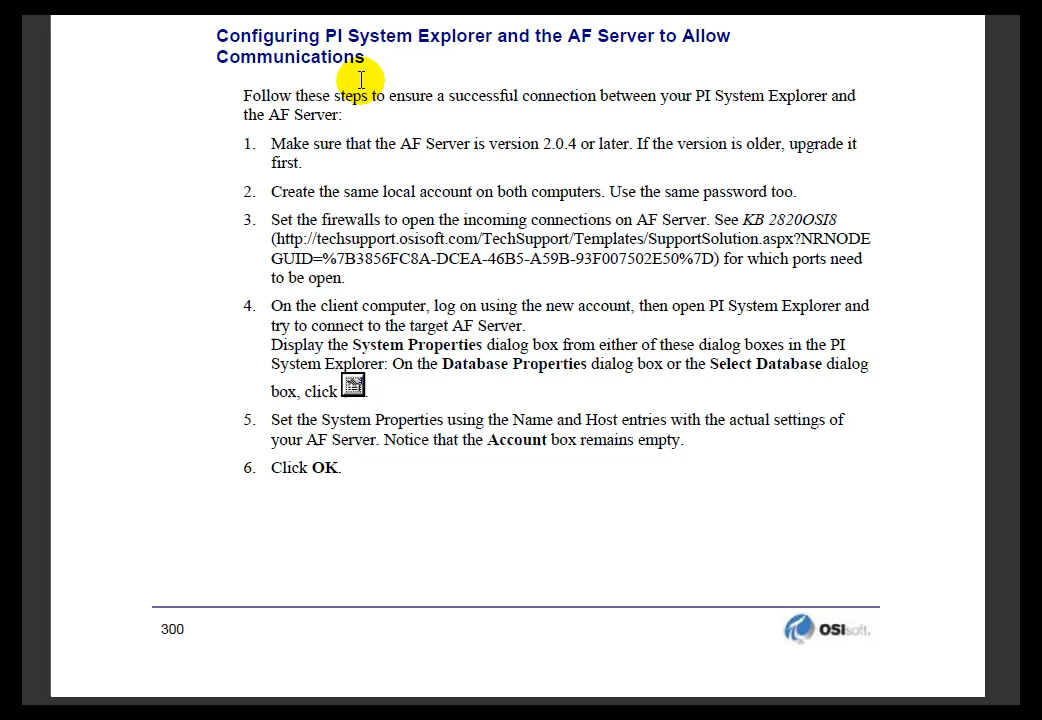 Configuring PI System Explorer and the AF Server to Allow
Communications
Follow these steps to ensure a successful connection between your PI System Explorer and
the AF Server:
1. Make sure that the AF Server is version 2.0.4 or later. If the version is older, upgrade it
first.
2. Create the same local account on both computers. Use the same password too.
3. Set the firewalls to open the incoming connections on AF Server. See KB 2820OSI8
(http://techsupport.osisoft.com/TechSupport/Templates/SupportSolution.aspx?NRNODE
GUID=%7B3856FC8A-DCEA-46B5-A59B-93F007502E50%7D) for which ports need
to be open.
4. On the client computer, log on using the new account, then open PI System Explorer and
try to connect to the target AF Server.
Display the System Properties dialog box from either of these dialog boxes in the PI
System Explorer: On the Database Properties dialog box or the Select Database dialog
box, click .
5. Set the System Properties using the Name and Host entries with the actual settings of
your AF Server. Notice that the Account box remains empty.
6. Click OK.
300
OSIsoft.